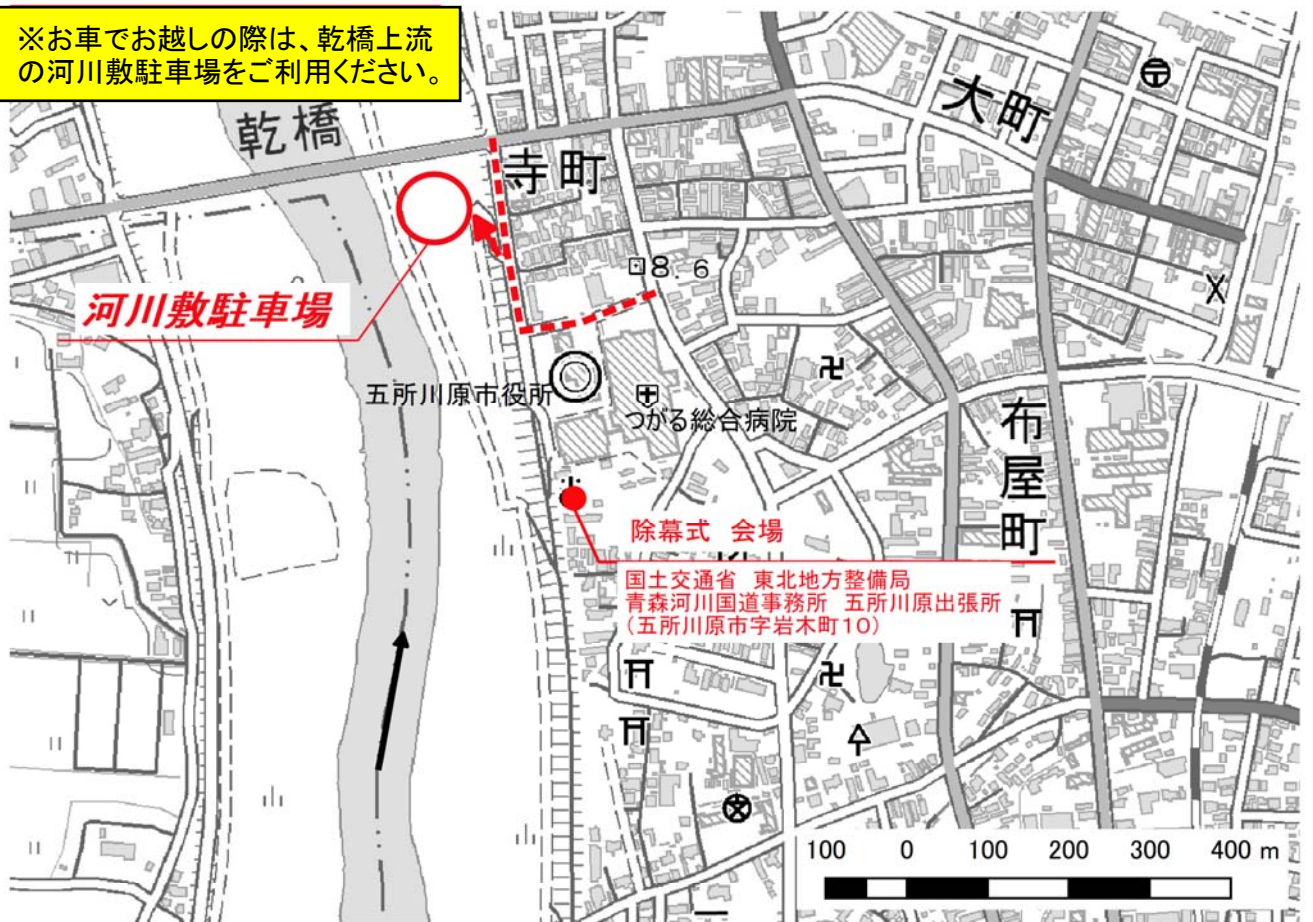 ※お車でお越しの際は、乾橋上流
の河川敷駐車場をご利用ください。
乾橋
寺町
大町
8.6
河川敷駐車場
五所川原市役所
つがる総合病院
布屋町
除幕式 会場
国土交通省 東北地方整備局
青森河川国道事務所 五所川原出張所
(五所川原市字岩木町10)
100 0 100 200 300 400 m